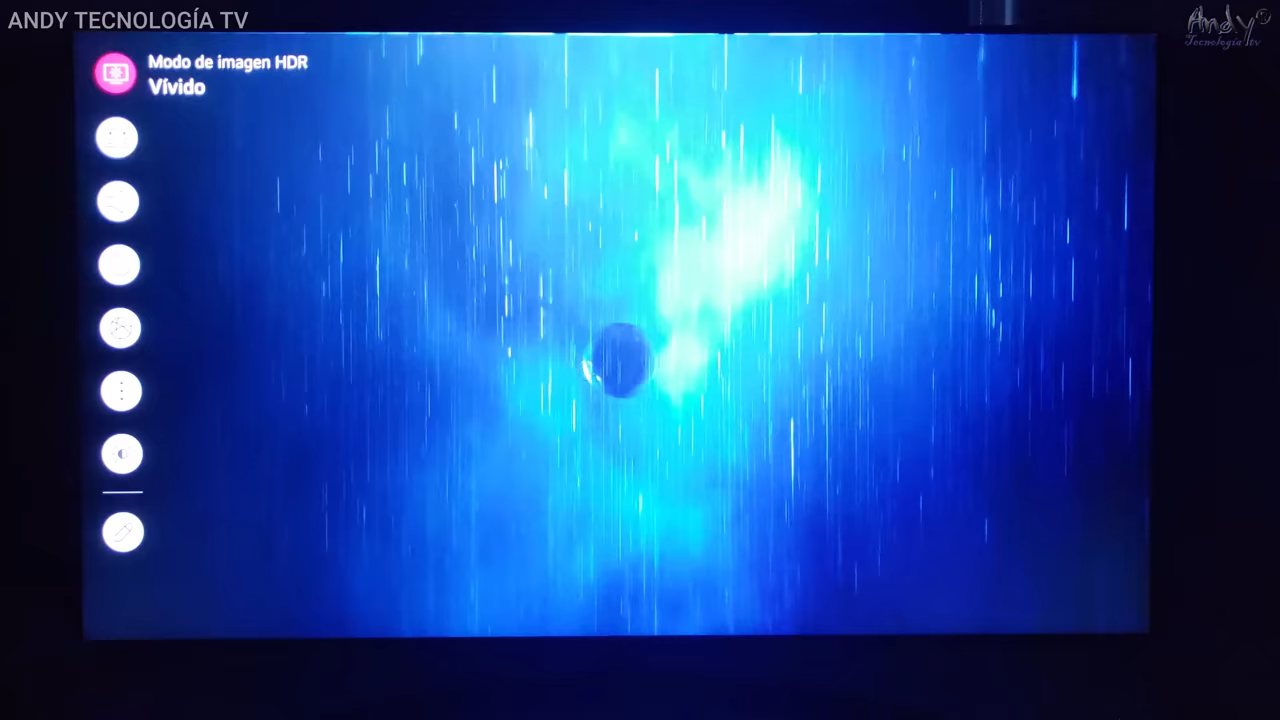 ANDY TECNOLOGÍA TV
Andy
Tecnología tv
Modo de imagen HDR
Vívido